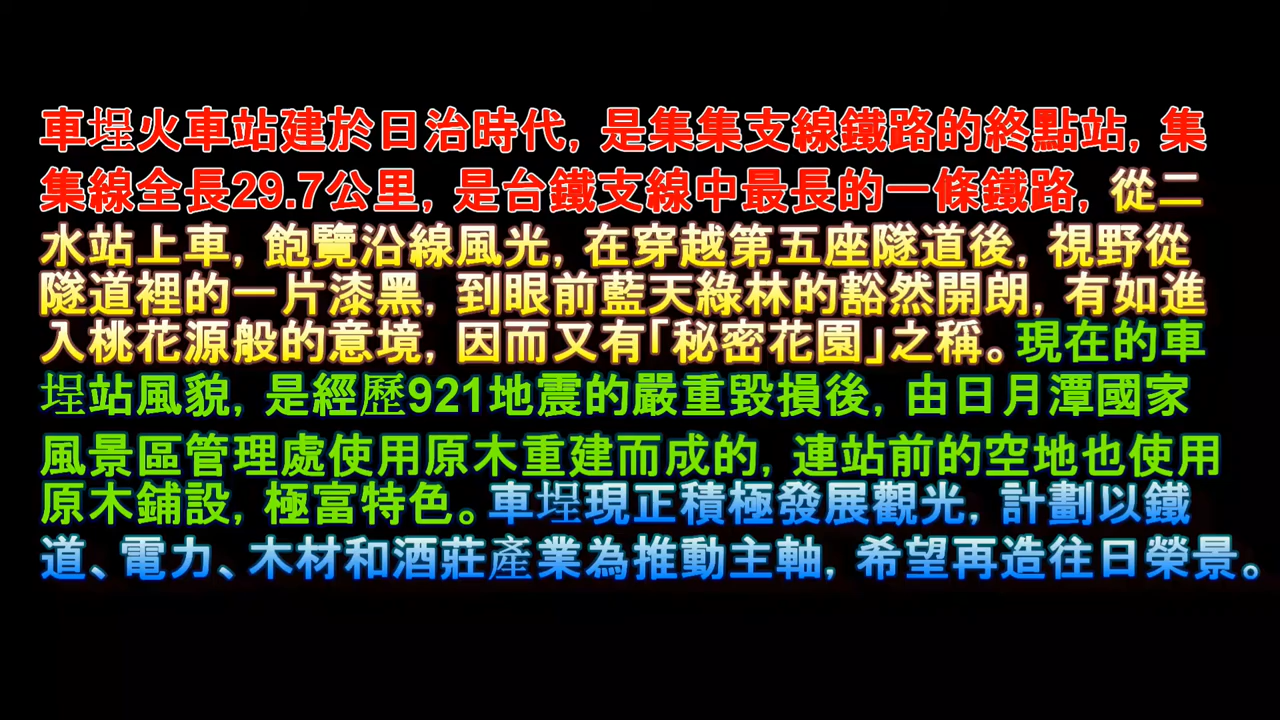 車埕火車站建於日治時代, 是集集支線鐵路的終點站, 集
集線全長29.7公里, 是台鐵支線中最長的一條鐵路, 從二
水站上車, 飽覽沿線風光, 在穿越第五座隧道後, 視野從
隧道裡的一片漆黑, 到眼前藍天綠林的豁然開朗, 有如進
入桃花源般的意境, 因而又有「秘密花園」之稱。現在的車
埕站風貌, 是經歷921地震的嚴重毀損後, 由日月潭國家
風景區管理處使用原木重建而成的, 連站前的空地也使用
原木鋪設, 極富特色。車埕現正積極發展觀光, 計劃以鐵
道、電力、木材和酒莊產業為推動主軸, 希望再造往日榮景。